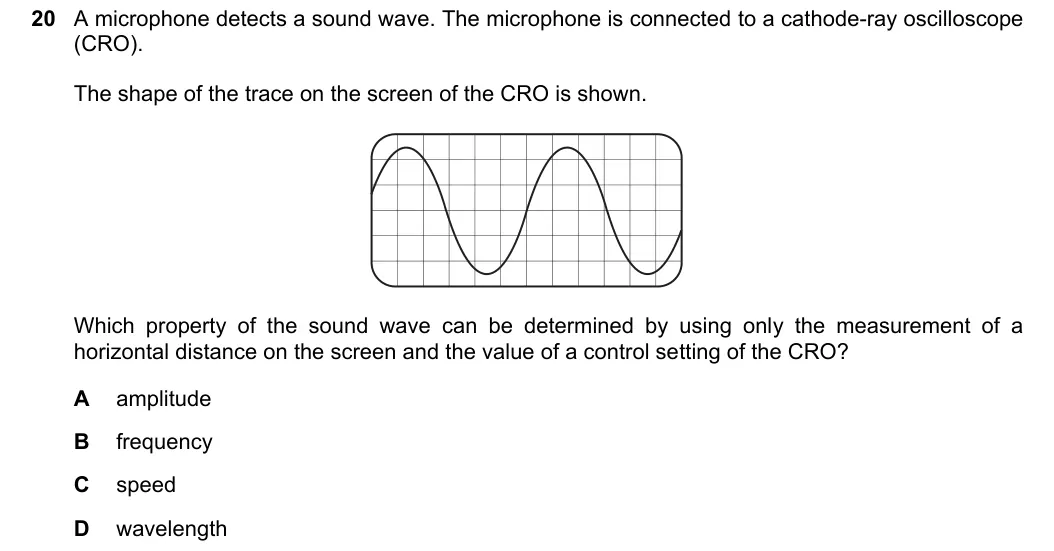 20 A microphone detects a sound wave. The microphone is connected to a cathode-ray oscilloscope
(CRO).
The shape of the trace on the screen of the CRO is shown.
Which property of the sound wave can be determined by using only the measurement of a
horizontal distance on the screen and the value of a control setting of the CRO?
A amplitude
B frequency
C speed
D wavelength